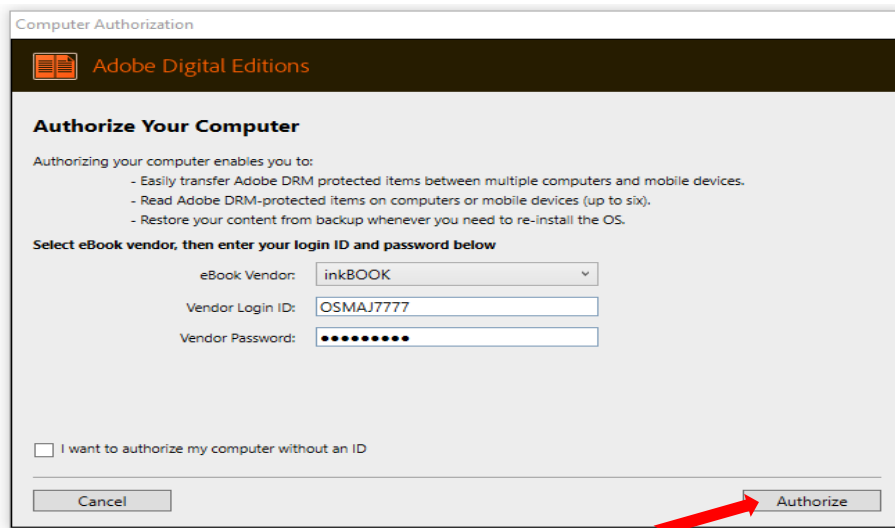 Computer Authorization
Adobe Digital Editions
Authorize Your Computer
Authorizing your computer enables you to:
- Easily transfer Adobe DRM protected items between multiple computers and mobile devices.
- Read Adobe DRM-protected items on computers or mobile devices (up to six).
- Restore your content from backup whenever you need to re-install the OS.
Select eBook vendor, then enter your login ID and password below
eBook Vendor: inkBOOK
Vendor Login ID: OSMAJ7777
Vendor Password: ●●●●●●●●●
I want to authorize my computer without an ID
Cancel Authorize